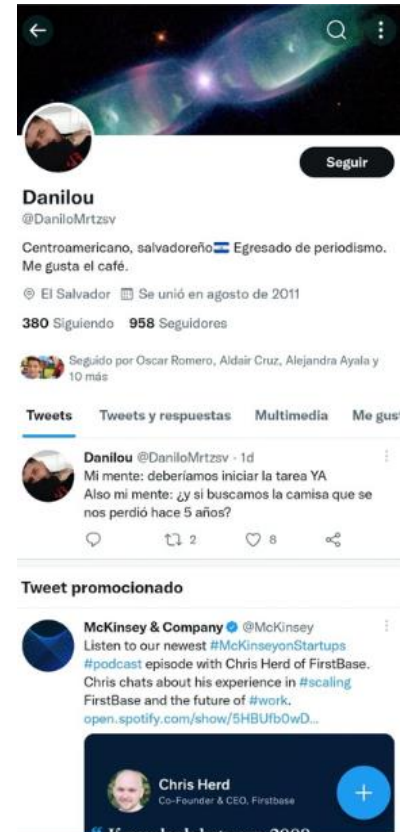 Seguir
Danilou
@DaniloMrtzsv
Centroamericano, salvadoreño🇸🇻 Egresado de periodismo.
Me gusta el café.
El Salvador Se unió en agosto de 2011
380 Siguiendo 958 Seguidores
Seguido por Oscar Romero, Aldair Cruz, Alejandra Ayala y
10 más
Tweets Tweets y respuestas Multimedia Me gus
Danilou @DaniloMrtzsv · 1d
Mi mente: deberíamos iniciar la tarea YA
Also mi mente: ¿y si buscamos la camisa que se
nos perdió hace 5 años?
2 8
Tweet promocionado
McKinsey & Company @McKinsey
Listen to our newest #McKinseyonStartups
#podcast episode with Chris Herd of FirstBase.
Chris chats about his experience in #scaling
FirstBase and the future of #work.
open.spotify.com/show/5HBUfb0wD...
Chris Herd
Co-Founder & CEO, Firstbase